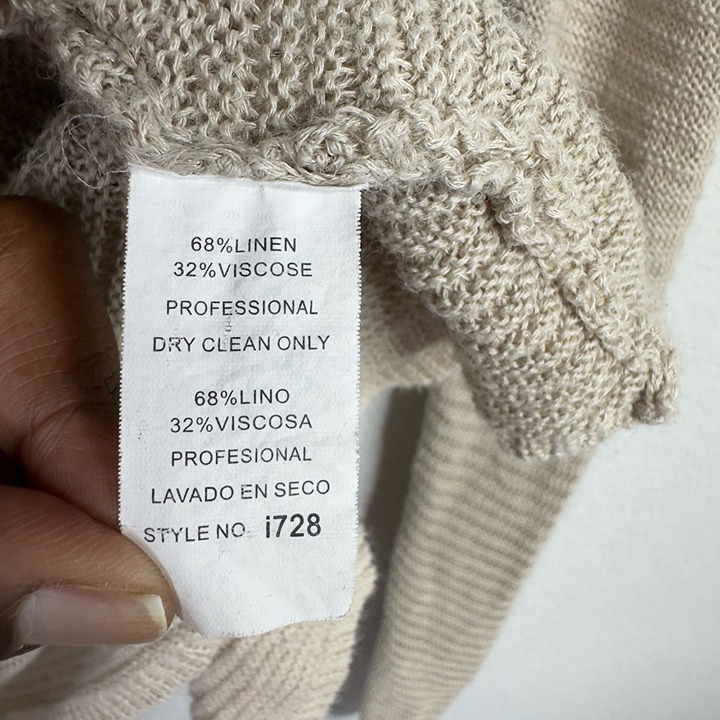 68%LINEN
32%VISCOSE
PROFESSIONAL
DRY CLEAN ONLY
68%LINO
32%VISCOSA
PROFESIONAL
LAVADO EN SECO
STYLE NO i728